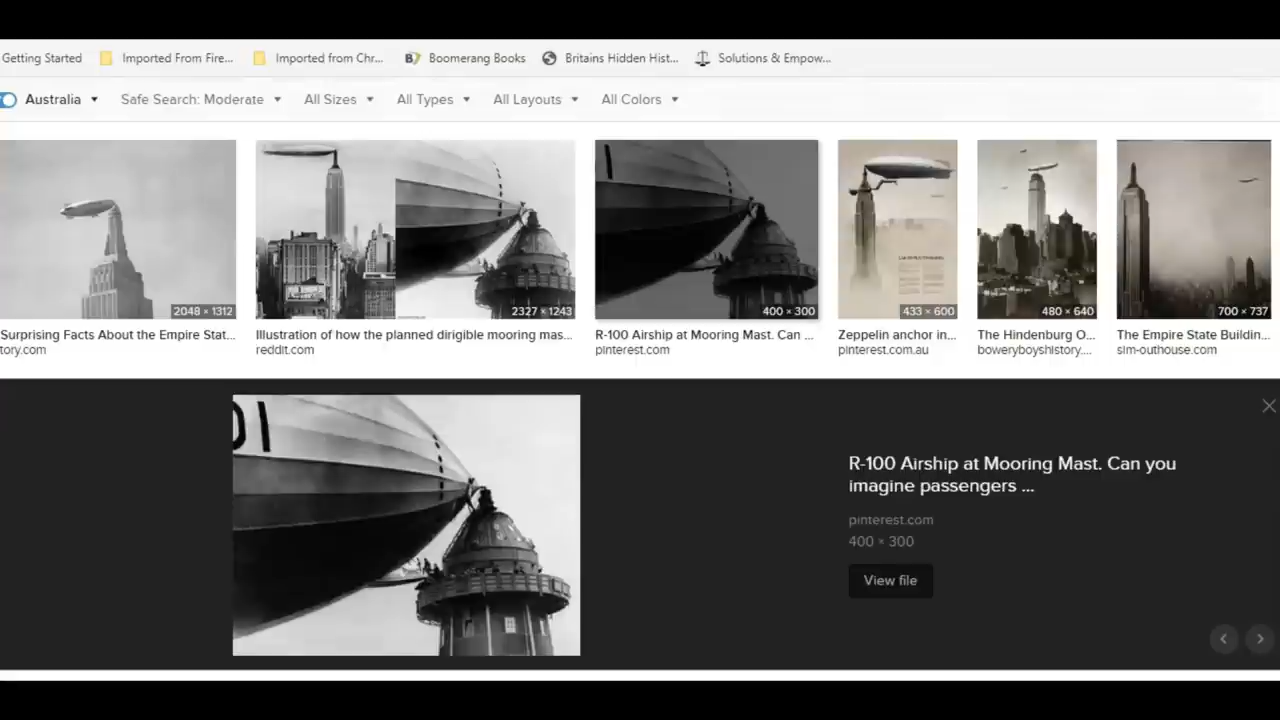 Getting Started Imported From Fire... Imported from Chr... B7 Boomerang Books Britains Hidden Hist... Solutions & Empow...
Australia Safe Search: Moderate All Sizes All Types All Layouts All Colors
2048 × 1312 2327 × 1243 400 × 300 433 × 600 480 × 640 700 × 737
Surprising Facts About the Empire Stat... Illustration of how the planned dirigible mooring mas... R-100 Airship at Mooring Mast. Can ... Zeppelin anchor in... The Hindenburg O... The Empire State Buildin...
tory.com reddit.com pinterest.com pinterest.com.au boweryboyshistory.... sim-outhouse.com
01
R-100 Airship at Mooring Mast. Can you
imagine passengers ...
pinterest.com
400 × 300
View file